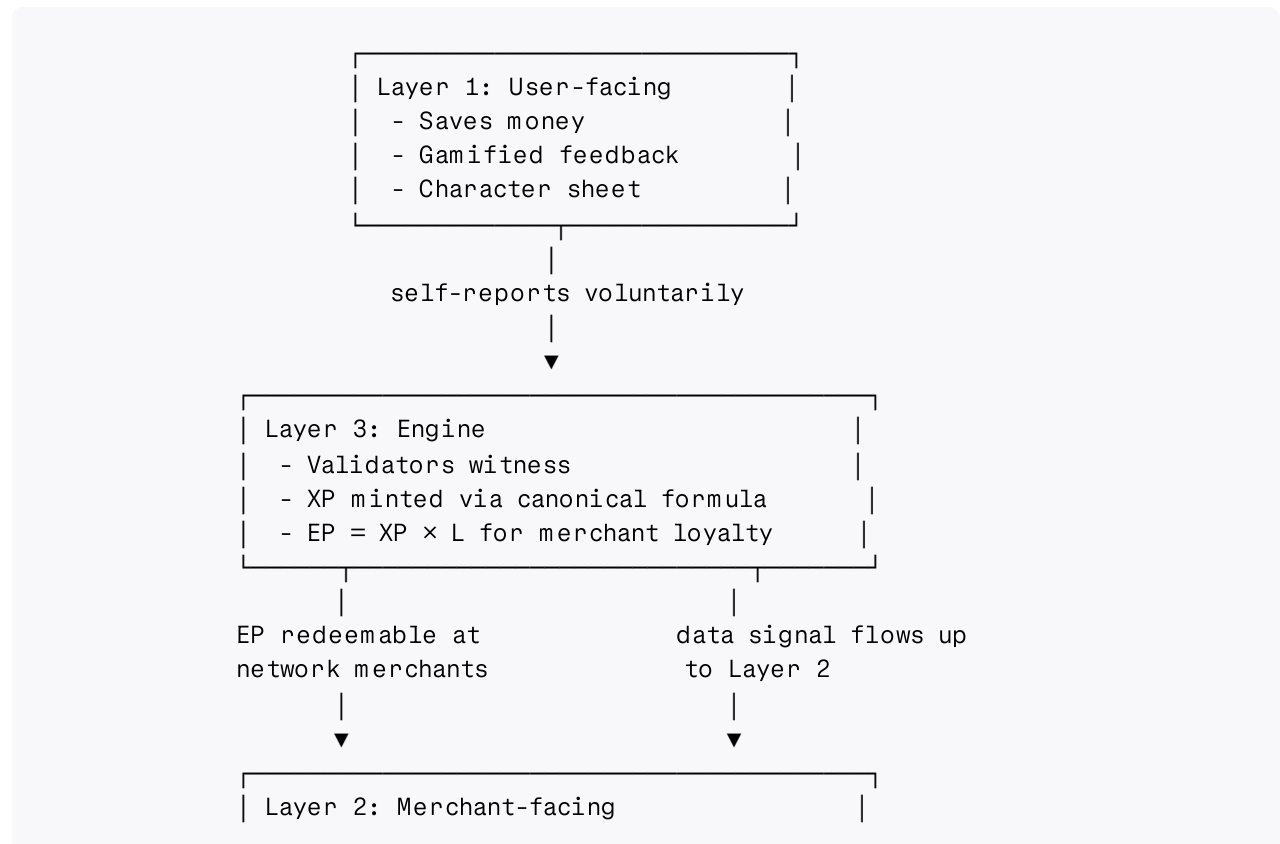 Layer 1: User-facing
- Saves money
- Gamified feedback
- Character sheet
self-reports voluntarily
Layer 3: Engine
- Validators witness
- XP minted via canonical formula
- EP = XP × L for merchant loyalty
EP redeemable at
network merchants
data signal flows up
to Layer 2
Layer 2: Merchant-facing